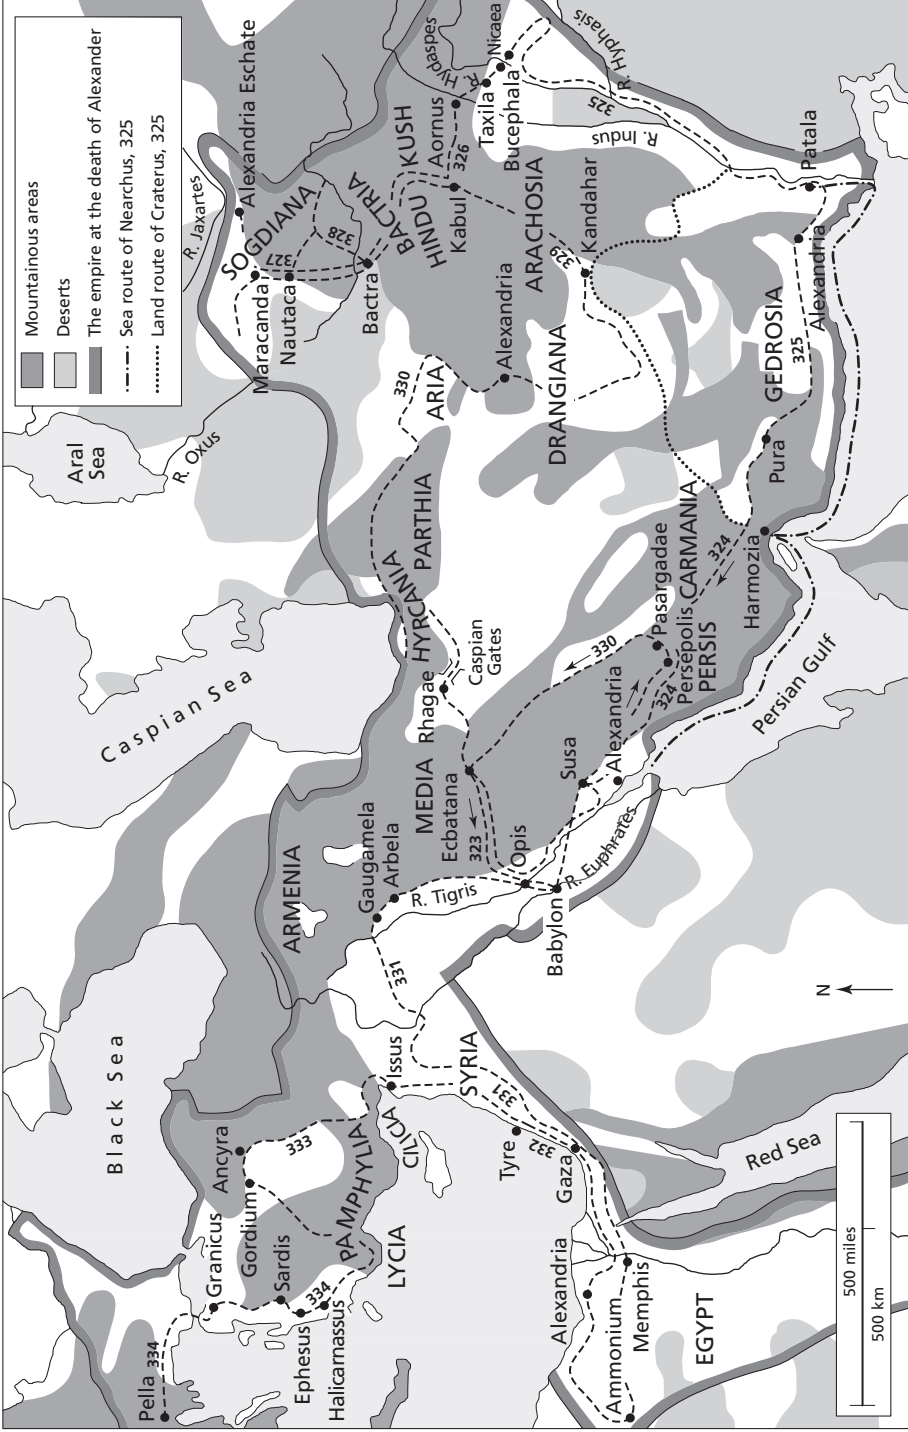 Mountainous areas
Deserts
The empire at the death of Alexander
Sea route of Nearchus, 325
Land route of Craterus, 325
Black Sea
Caspian Sea
Aral
Sea
R. Oxus
R. Jaxartes
Alexandria Eschate
SOGDIANA
Maracanda
327
Nautaca
328
Bactra
BACTRIA
HINDU KUSH
Kabul
326
Aornus
R. Hydaspes
Nicaea
Taxila
Bucephala
R. Hyphasis
325
R. Indus
Patala
Pella
334
Granicus
Gordium
Ancyra
333
Sardis
Ephesus
334
Halicarnassus
PAMPHYLIA
LYCIA
CILICIA
Issus
ARMENIA
Gaugamela
Arbela
331
R. Tigris
SYRIA
331
Tyre
332
Gaza
MEDIA
Ecbatana
323
Opis
Babylon
R. Euphrates
Rhagae
HYRCANIA
Caspian
Gates
PARTHIA
330
ARIA
Alexandria
DRANGIANA
329
ARACHOSIA
Kandahar
Susa
Alexandria
330
Pasargadae
Persepolis
324
PERSIS
CARMANIA
324
Harmozia
Pura
GEDROSIA
325
Alexandria
Persian Gulf
Red Sea
Alexandria
Ammonium
Memphis
EGYPT
N
500 miles
500 km